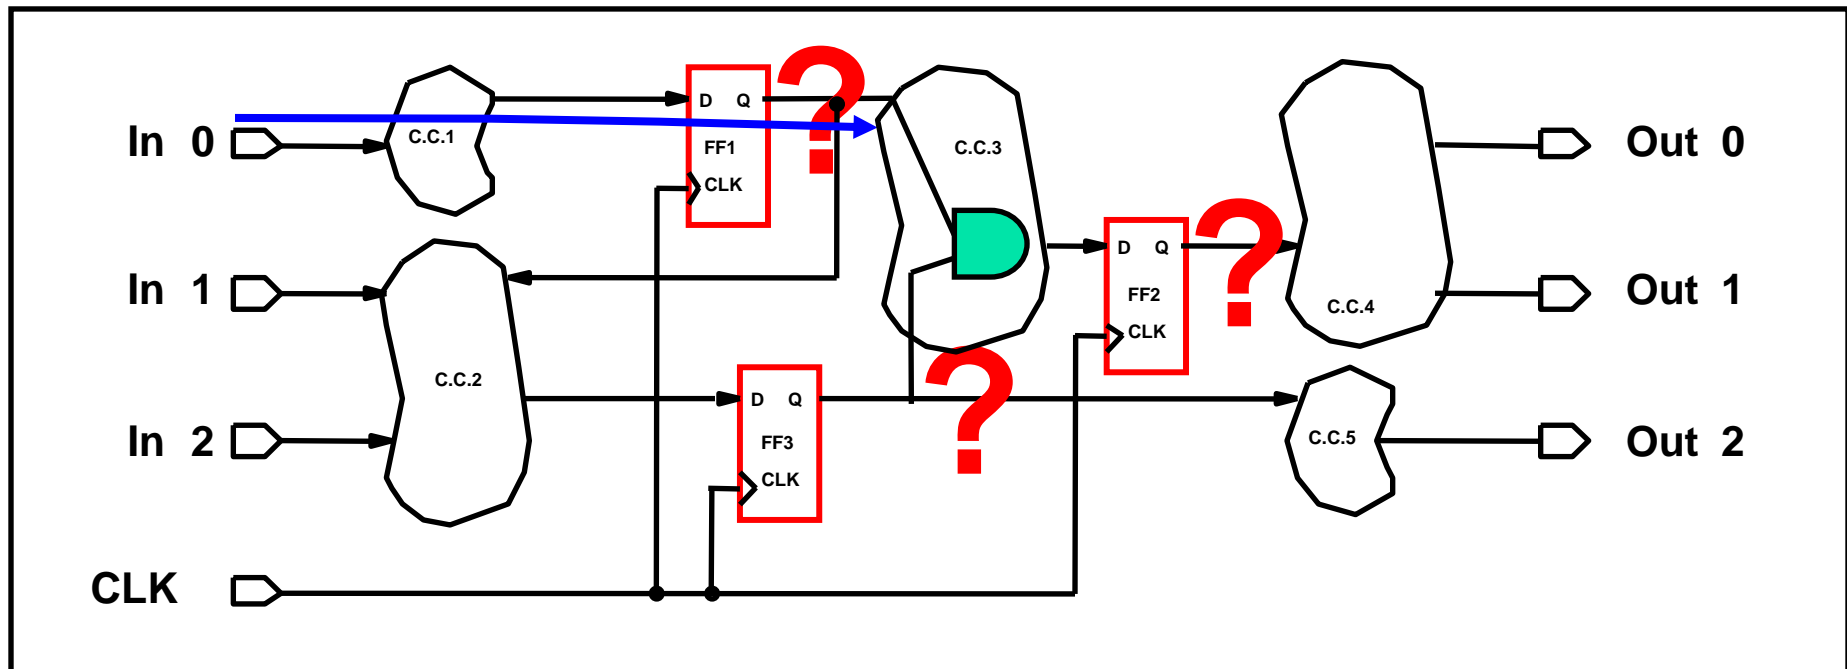 In 0
C.C.1
D Q
FF1
CLK
?
C.C.3
Out 0
In 1
C.C.2
D Q
FF2
CLK
?
C.C.4
Out 1
In 2
D Q
FF3
CLK
?
C.C.5
Out 2
CLK